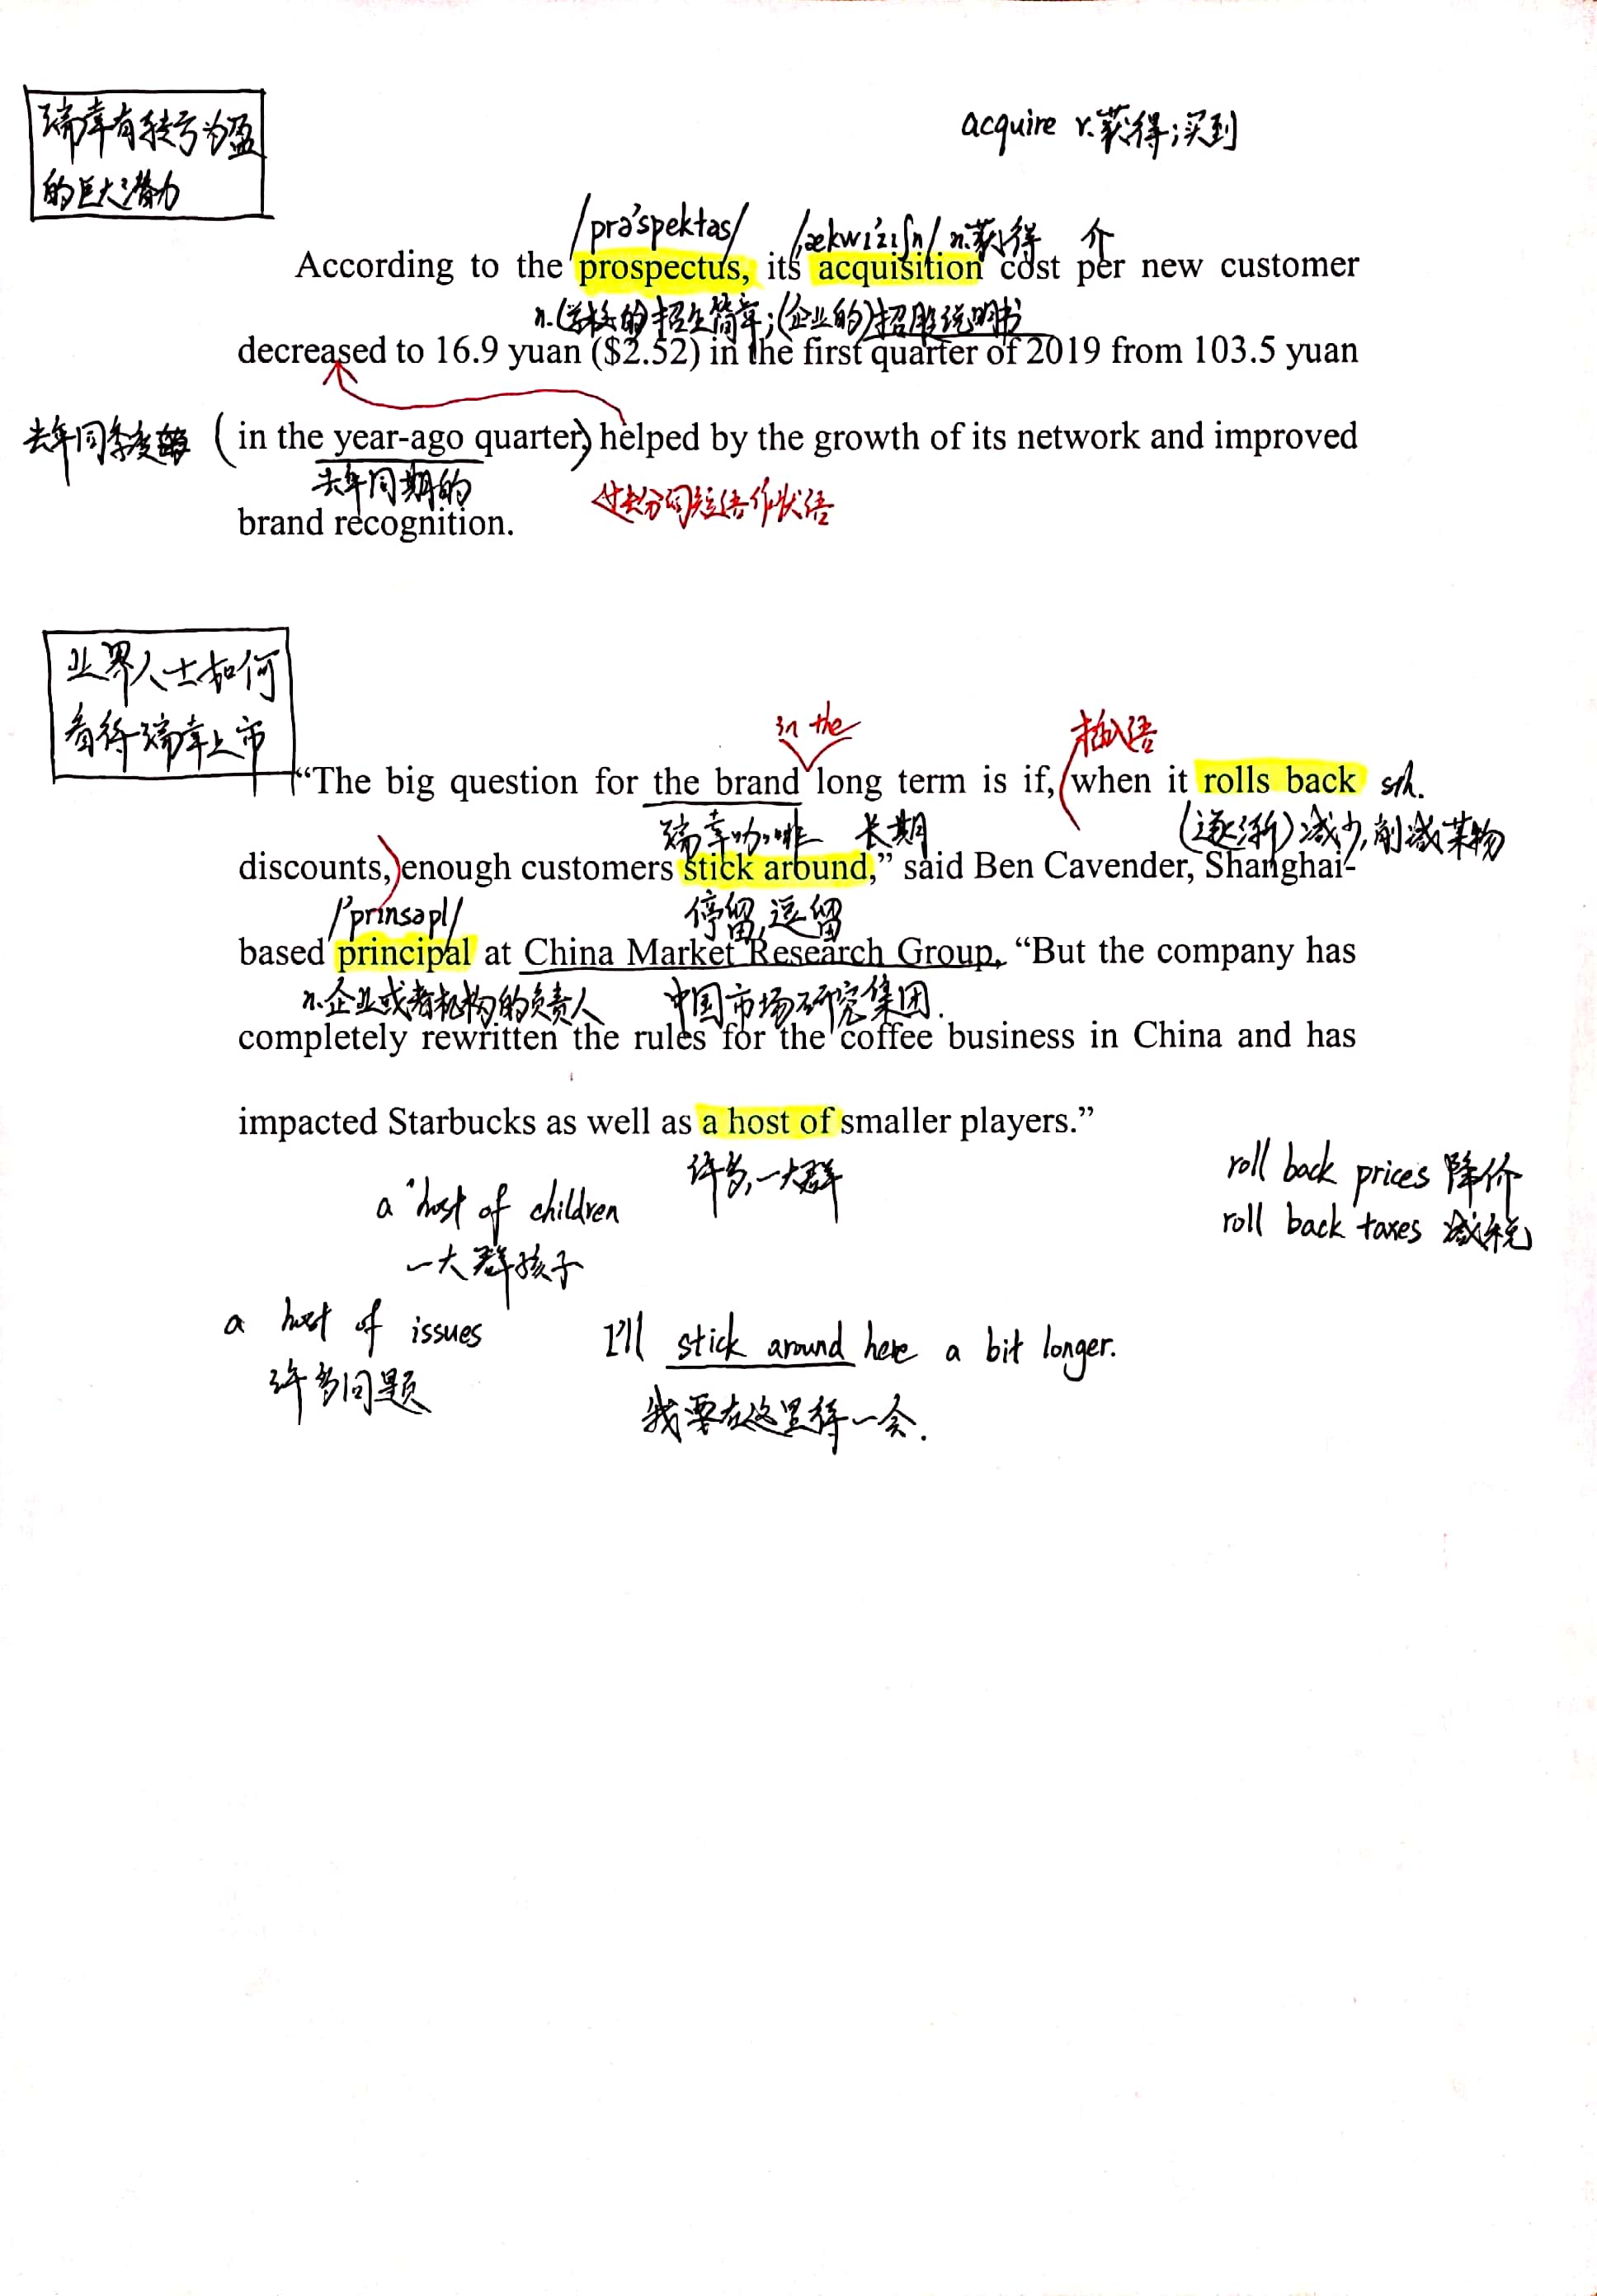 瑞幸有转亏为盈
的巨大潜力
acquire v.获得;买到
/prə'spektəs/ /ˌækwɪ'zɪʃn/ n.获得 介
According to the prospectus, its acquisition cost per new customer
n.(学校的)招生简章;(企业的)招股说明书
decreased to 16.9 yuan ($2.52) in the first quarter of 2019 from 103.5 yuan
去年同季度
(in the year-ago quarter) helped by the growth of its network and improved
去年同期的 过去分词短语作状语
brand recognition.
业界人士如何
看待瑞幸上市
in the 插入语
“The big question for the brand long term is if, (when it rolls back sth.
瑞幸咖啡 长期 (逐渐)减少,削减某物
discounts,) enough customers stick around,” said Ben Cavender, Shanghai-
/'prinsəpl/ 停留,逗留
based principal at China Market Research Group, “But the company has
n.企业或者机构的负责人 中国市场研究集团.
completely rewritten the rules for the coffee business in China and has
impacted Starbucks as well as a host of smaller players.”
许多,一大群
roll back prices 降价
a host of children
roll back taxes 减税
一大群孩子
a host of issues
I'll stick around here a bit longer.
许多问题
我要在这里待一会.